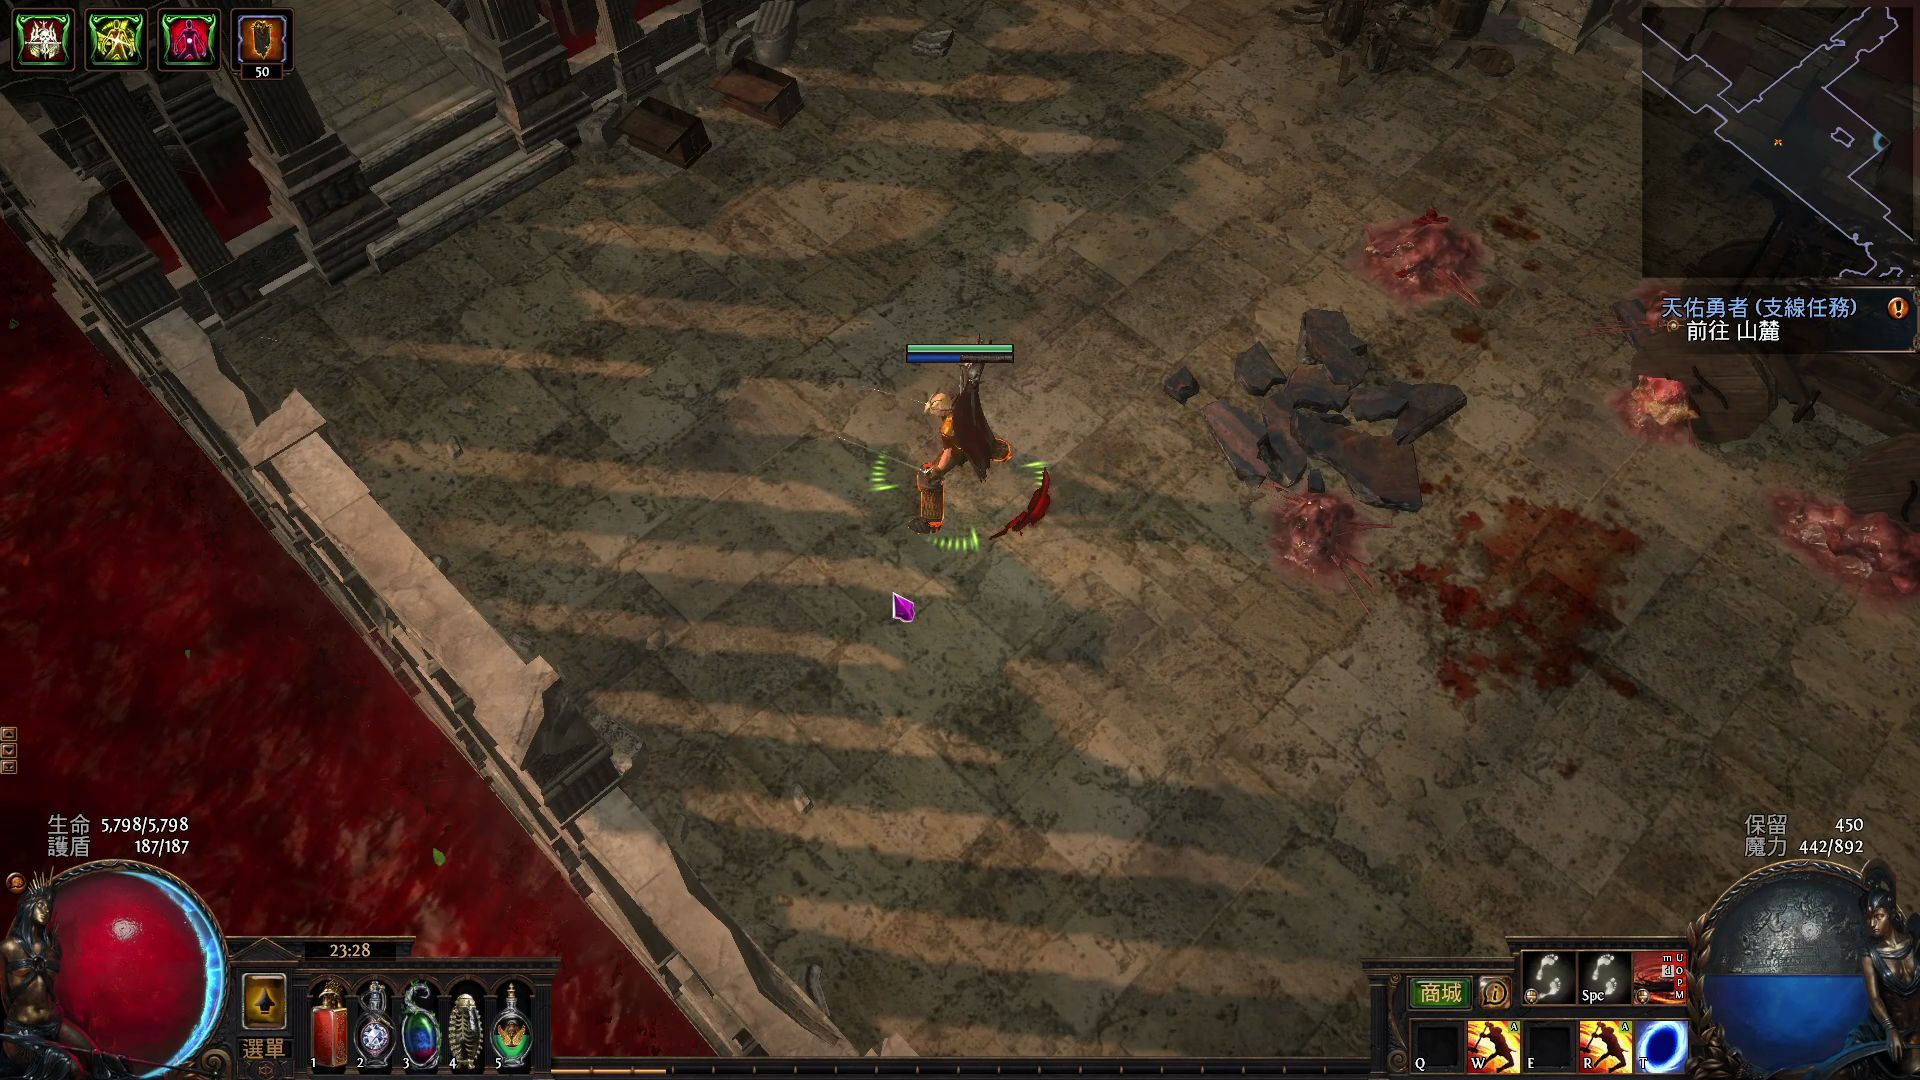 50
天佑勇者 (支線任務)
前往 山麓
生命 5,798/5,798
護盾 187/187
保留 450
魔力 442/892
23:28
選單
1 2 3 4 5
商城
Spc
m U
d O
P
M
Q W A E R A T